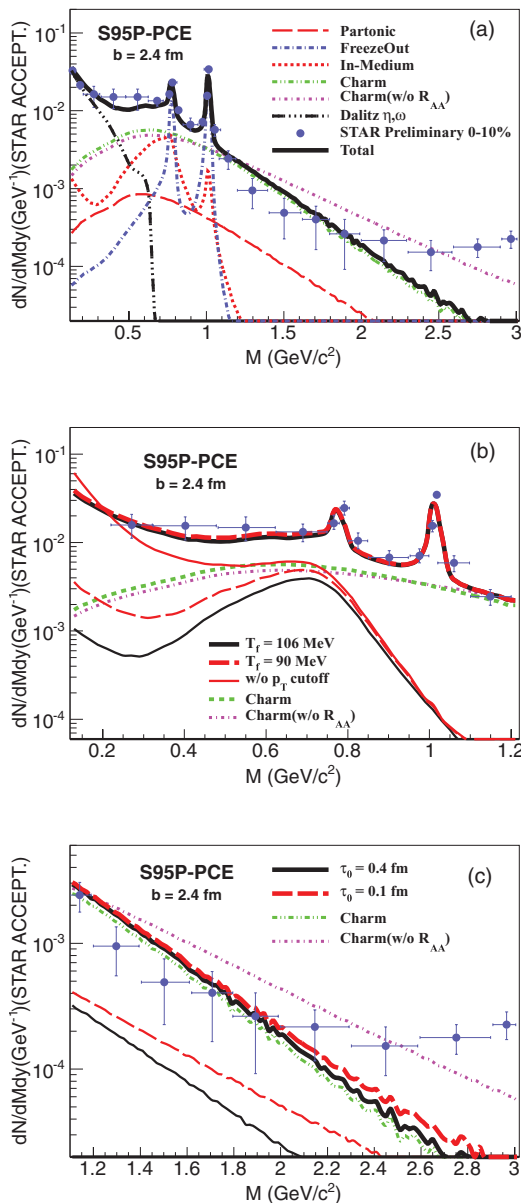 S95P-PCE
b = 2.4 fm
(a)
Partonic
FreezeOut
In-Medium
Charm
Charm(w/o R_AA)
Dalitz η,ω
STAR Preliminary 0-10%
Total
dN/dMdy(GeV⁻¹)(STAR ACCEPT.)
10⁻¹
10⁻²
10⁻³
10⁻⁴
0.5 1 1.5 2 2.5 3
M (GeV/c²)
S95P-PCE
b = 2.4 fm
(b)
dN/dMdy(GeV⁻¹)(STAR ACCEPT.)
10⁻¹
10⁻²
10⁻³
10⁻⁴
T_f = 106 MeV
T_f = 90 MeV
w/o p_T cutoff
Charm
Charm(w/o R_AA)
0.2 0.4 0.6 0.8 1 1.2
M (GeV/c²)
S95P-PCE
b = 2.4 fm
(c)
τ₀ = 0.4 fm
τ₀ = 0.1 fm
Charm
Charm(w/o R_AA)
dN/dMdy(GeV⁻¹)(STAR ACCEPT.)
10⁻³
10⁻⁴
1.2 1.4 1.6 1.8 2 2.2 2.4 2.6 2.8 3
M (GeV/c²)